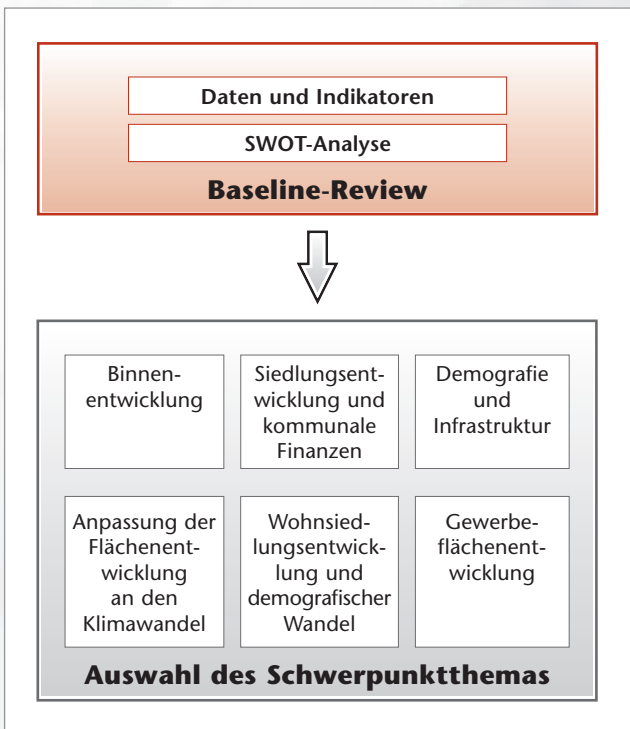 Daten und Indikatoren
SWOT-Analyse
Baseline-Review
Binnen-
entwicklung
Siedlungsent-
wicklung und
kommunale
Finanzen
Demografie
und
Infrastruktur
Anpassung der
Flächenent-
wicklung
an den
Klimawandel
Wohnsied-
lungsentwick-
lung und
demografischer
Wandel
Gewerbe-
flächenent-
wicklung
Auswahl des Schwerpunktthemas